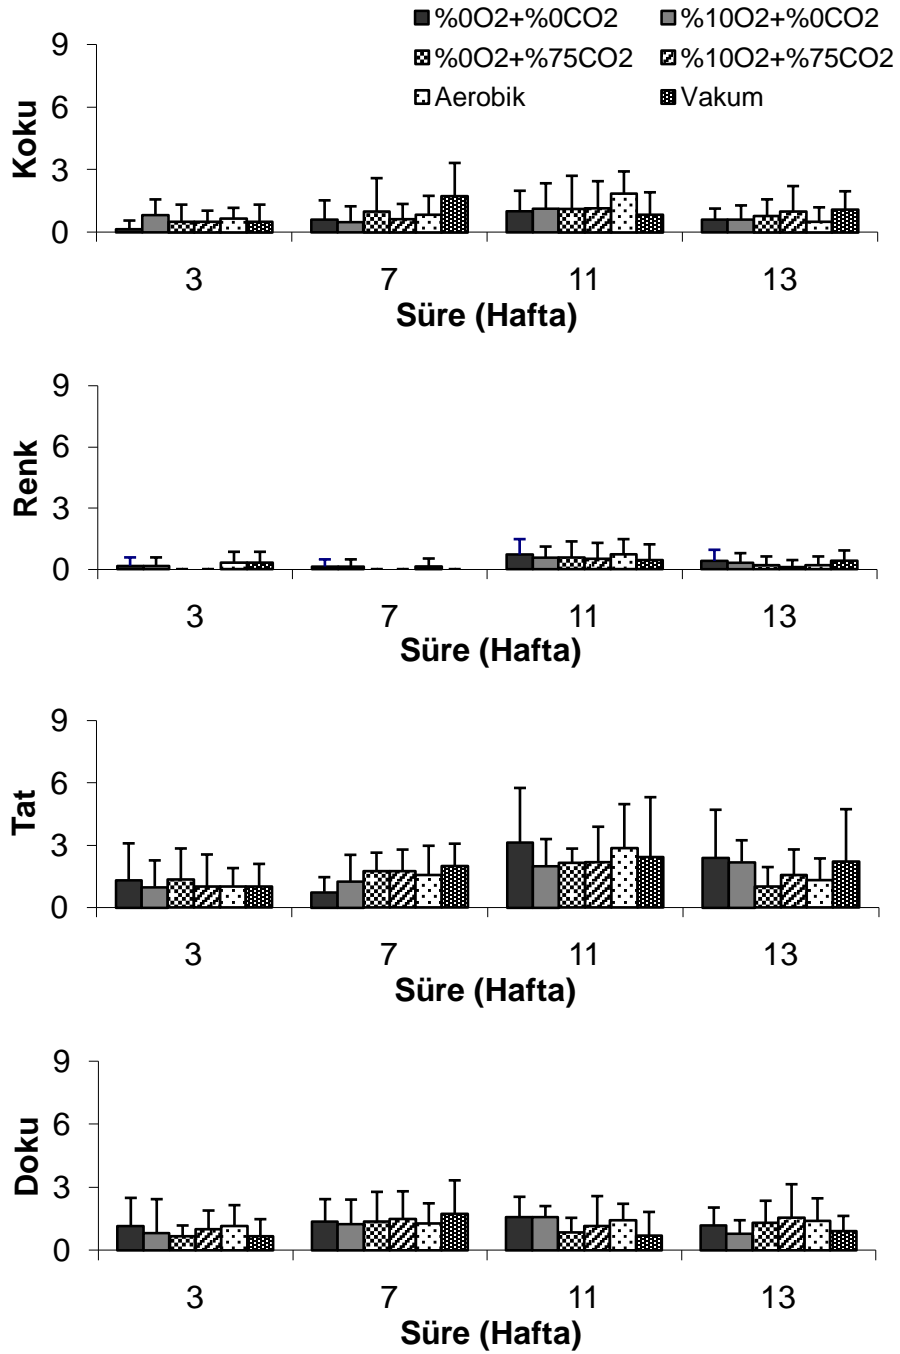 %0O2+%0CO2 %10O2+%0CO2
%0O2+%75CO2 %10O2+%75CO2
Aerobik Vakum
Koku
9
6
3
0
3 7 11 13
Süre (Hafta)
Renk
9
6
3
0
3 7 11 13
Süre (Hafta)
Tat
9
6
3
0
3 7 11 13
Süre (Hafta)
Doku
9
6
3
0
3 7 11 13
Süre (Hafta)